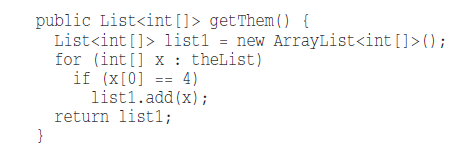 public List<int[]> getThem() {
  List<int[]> list1 = new ArrayList<int[]>();
  for (int[] x : theList)
    if (x[0] == 4)
      list1.add(x);
  return list1;
}